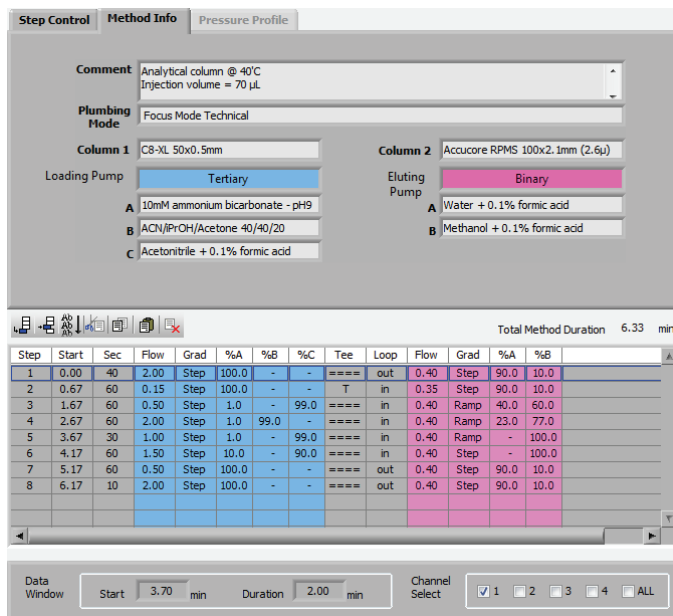 Step Control Method Info Pressure Profile
Comment Analytical column @ 40'C
Injection volume = 70 µL
Plumbing Mode Focus Mode Technical
Column 1 C8-XL 50x0.5mm Column 2 Accucore RPMS 100x2.1mm (2.6µ)
Loading Pump Tertiary Eluting Pump Binary
A 10mM ammonium bicarbonate - pH9 A Water + 0.1% formic acid
B ACN/iPrOH/Acetone 40/40/20 B Methanol + 0.1% formic acid
C Acetonitrile + 0.1% formic acid
Total Method Duration 6.33 min
Step Start Sec Flow Grad %A %B %C Tee Loop Flow Grad %A %B
1 0.00 40 2.00 Step 100.0 - - ==== out 0.40 Step 90.0 10.0
2 0.67 60 0.15 Step 100.0 - - T in 0.35 Step 90.0 10.0
3 1.67 60 0.50 Step 1.0 - 99.0 ==== in 0.40 Ramp 40.0 60.0
4 2.67 60 2.00 Step 1.0 99.0 - ==== in 0.40 Ramp 23.0 77.0
5 3.67 30 1.00 Step 1.0 - 99.0 ==== in 0.40 Ramp - 100.0
6 4.17 60 1.50 Step 10.0 - 90.0 ==== in 0.40 Step - 100.0
7 5.17 60 0.50 Step 100.0 - - ==== out 0.40 Step 90.0 10.0
8 6.17 10 2.00 Step 100.0 - - ==== out 0.40 Step 90.0 10.0
Data Window Start 3.70 min Duration 2.00 min Channel Select 1 2 3 4 ALL